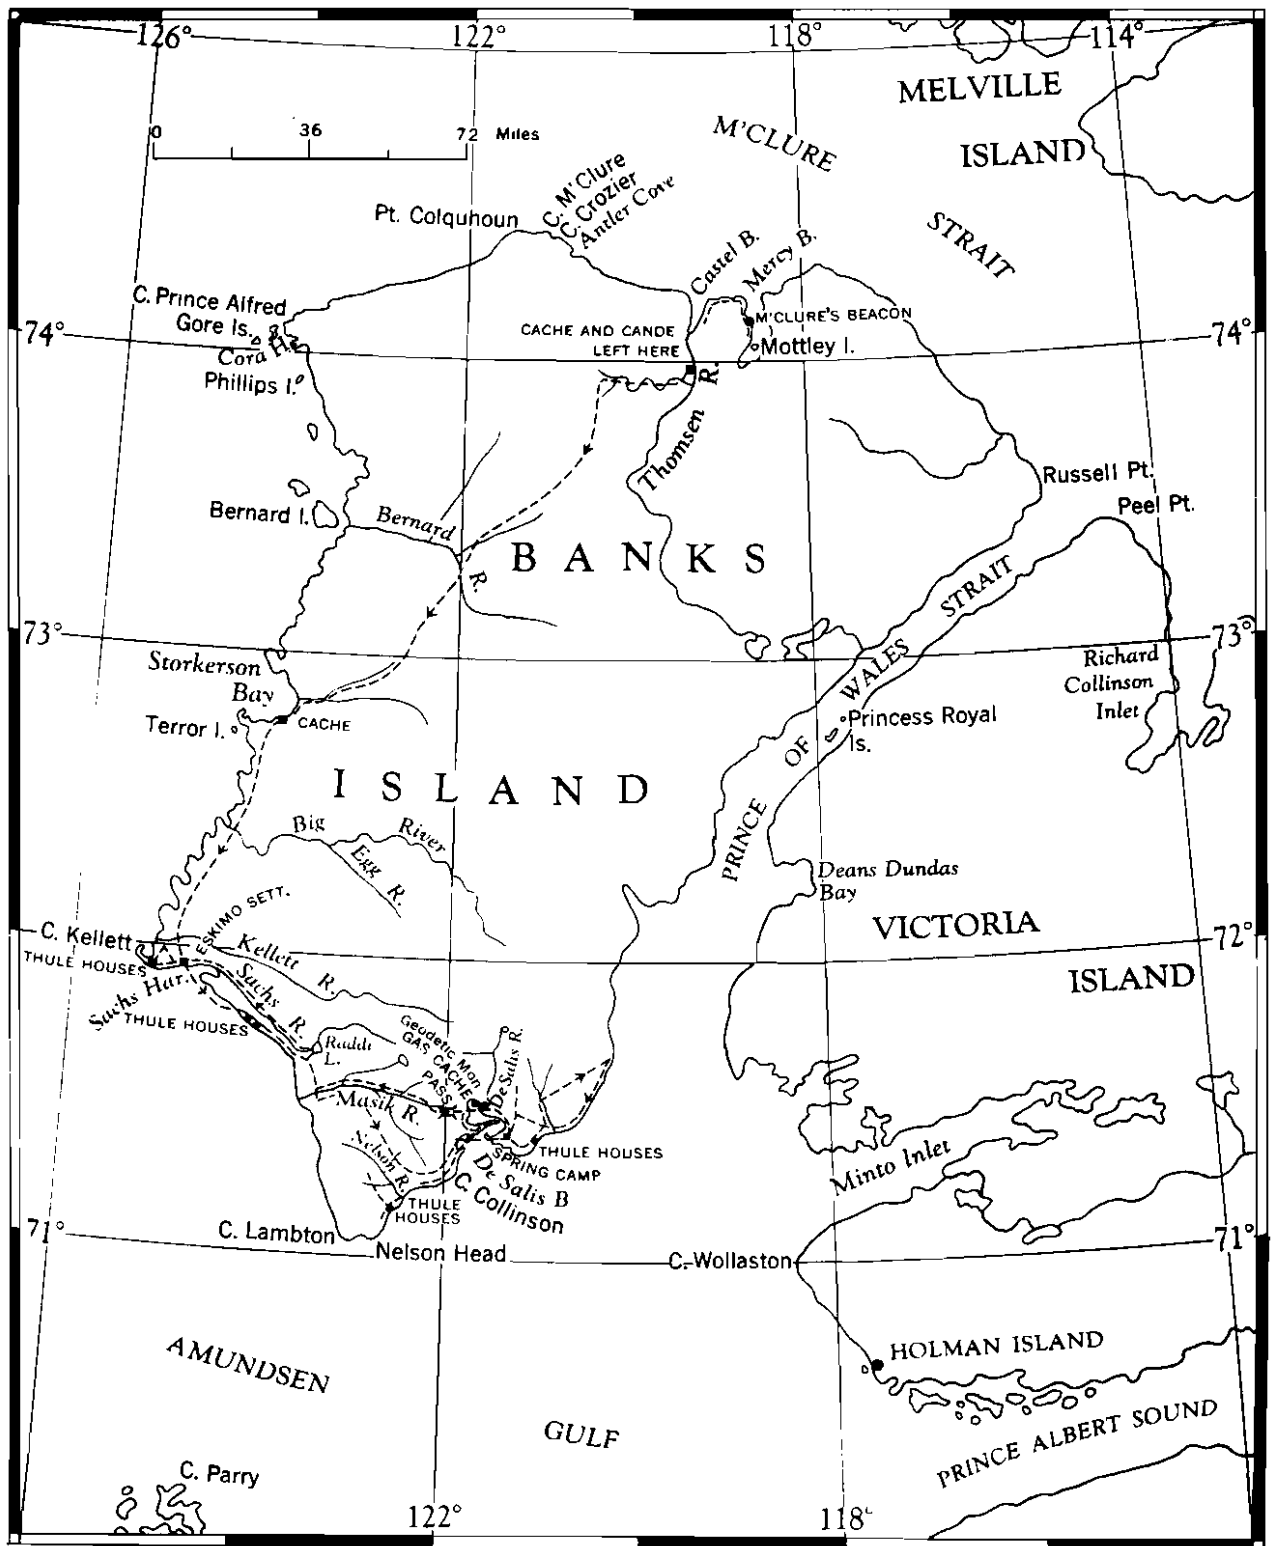 126°
122°
118°
114°
MELVILLE
ISLAND
M'CLURE
STRAIT
0 36 72 Miles
Pt. Colquhoun
C. M'Clure
C. Crozier
Antler Cove
Castel B.
Mercy B.
C. Prince Alfred
Gore Is.
Cora H.
Phillips I.
74°
74°
CACHE AND CANOE
LEFT HERE
M'CLURE'S BEACON
Mottley I.
Thomsen R.
Russell Pt.
Peel Pt.
Bernard I.
Bernard R.
BANKS
ISLAND
73°
73°
Storkerson
Bay
CACHE
Terror I.
PRINCE OF WALES STRAIT
Richard
Collinson
Inlet
Princess Royal
Is.
Big River
Egg R.
Deans Dundas
Bay
VICTORIA
ISLAND
72°
C. Kellett
ESKIMO SETT.
Kellett R.
THULE HOUSES
Sachs Har.
Sachs R.
THULE HOUSES
Raddi
L.
Geodetic Mon
GAS CACHE
PASS
De Salis R.
Masik R.
Nelson R.
THULE HOUSES
SPRING CAMP
De Salis B
C. Collinson
THULE
HOUSES
Minto Inlet
71°
71°
C. Lambton
Nelson Head
C. Wollaston
HOLMAN ISLAND
AMUNDSEN
GULF
PRINCE ALBERT SOUND
C. Parry
122°
118°